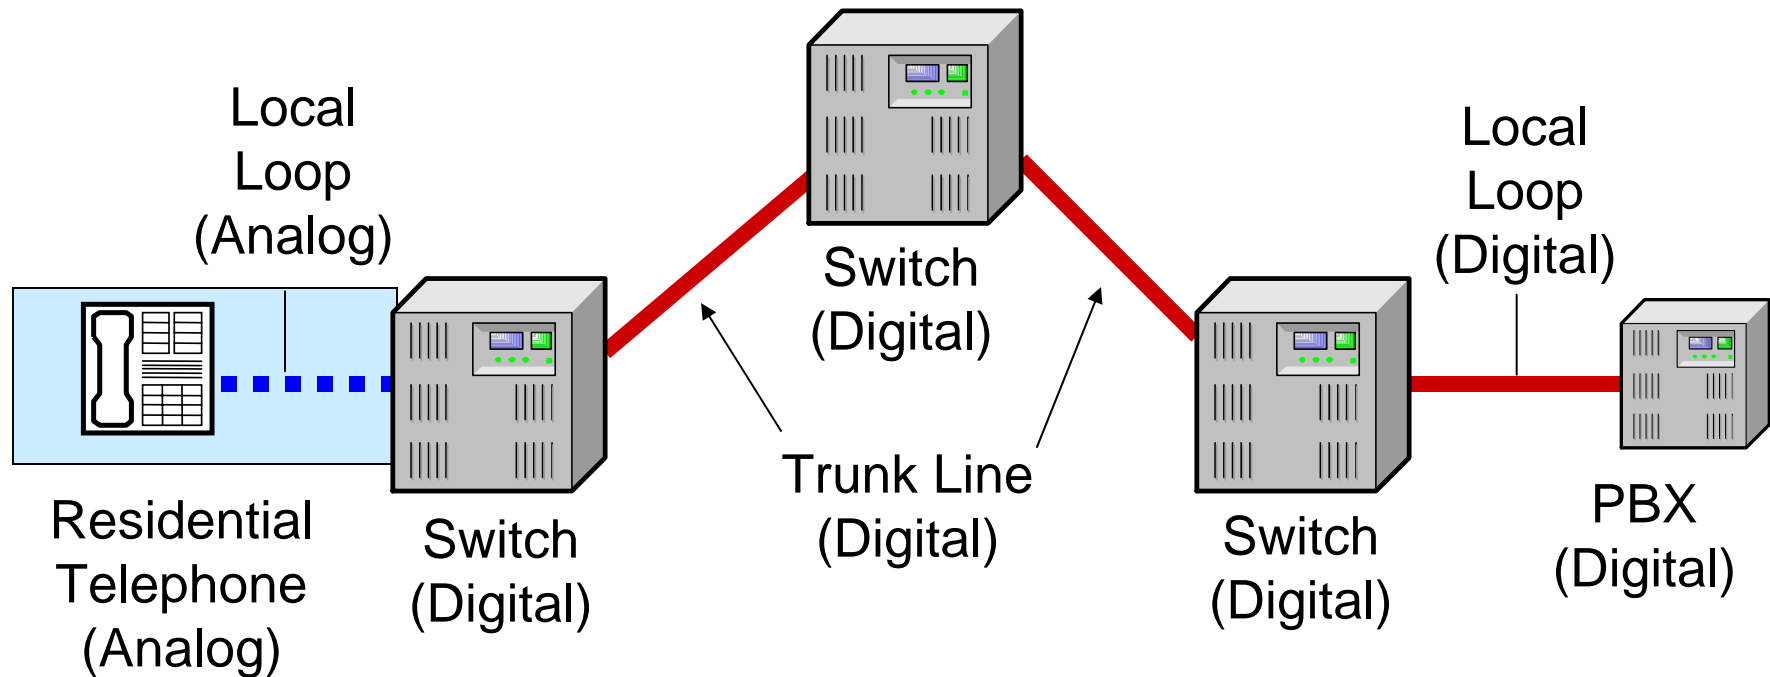 Local
Loop
(Analog)
Switch
(Digital)
Local
Loop
(Digital)
Residential
Telephone
(Analog)
Switch
(Digital)
Trunk Line
(Digital)
Switch
(Digital)
PBX
(Digital)